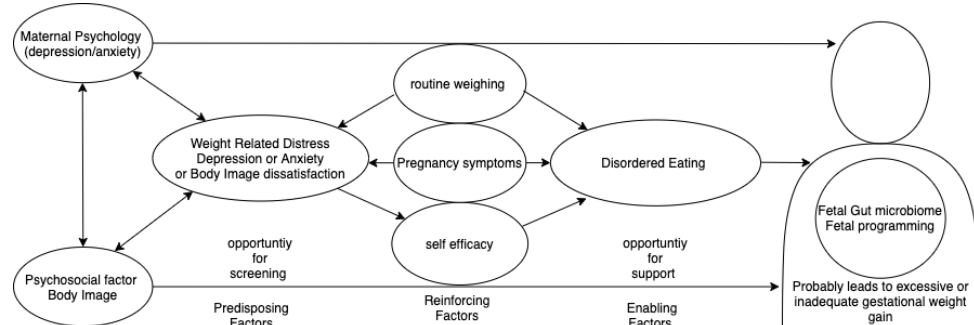 Maternal Psychology
(depression/anxiety)
routine weighing
Weight Related Distress
Depression or Anxiety
or Body Image dissatisfaction
Pregnancy symptoms
Disordered Eating
self efficacy
Fetal Gut microbiome
Fetal programming
opportuntiy
for
screening
opportuntiy
for
support
Psychosocial factor
Body Image
Predisposing
Factors
Reinforcing
Factors
Enabling
Factors
Probably leads to excessive or
inadequate gestational weight
gain